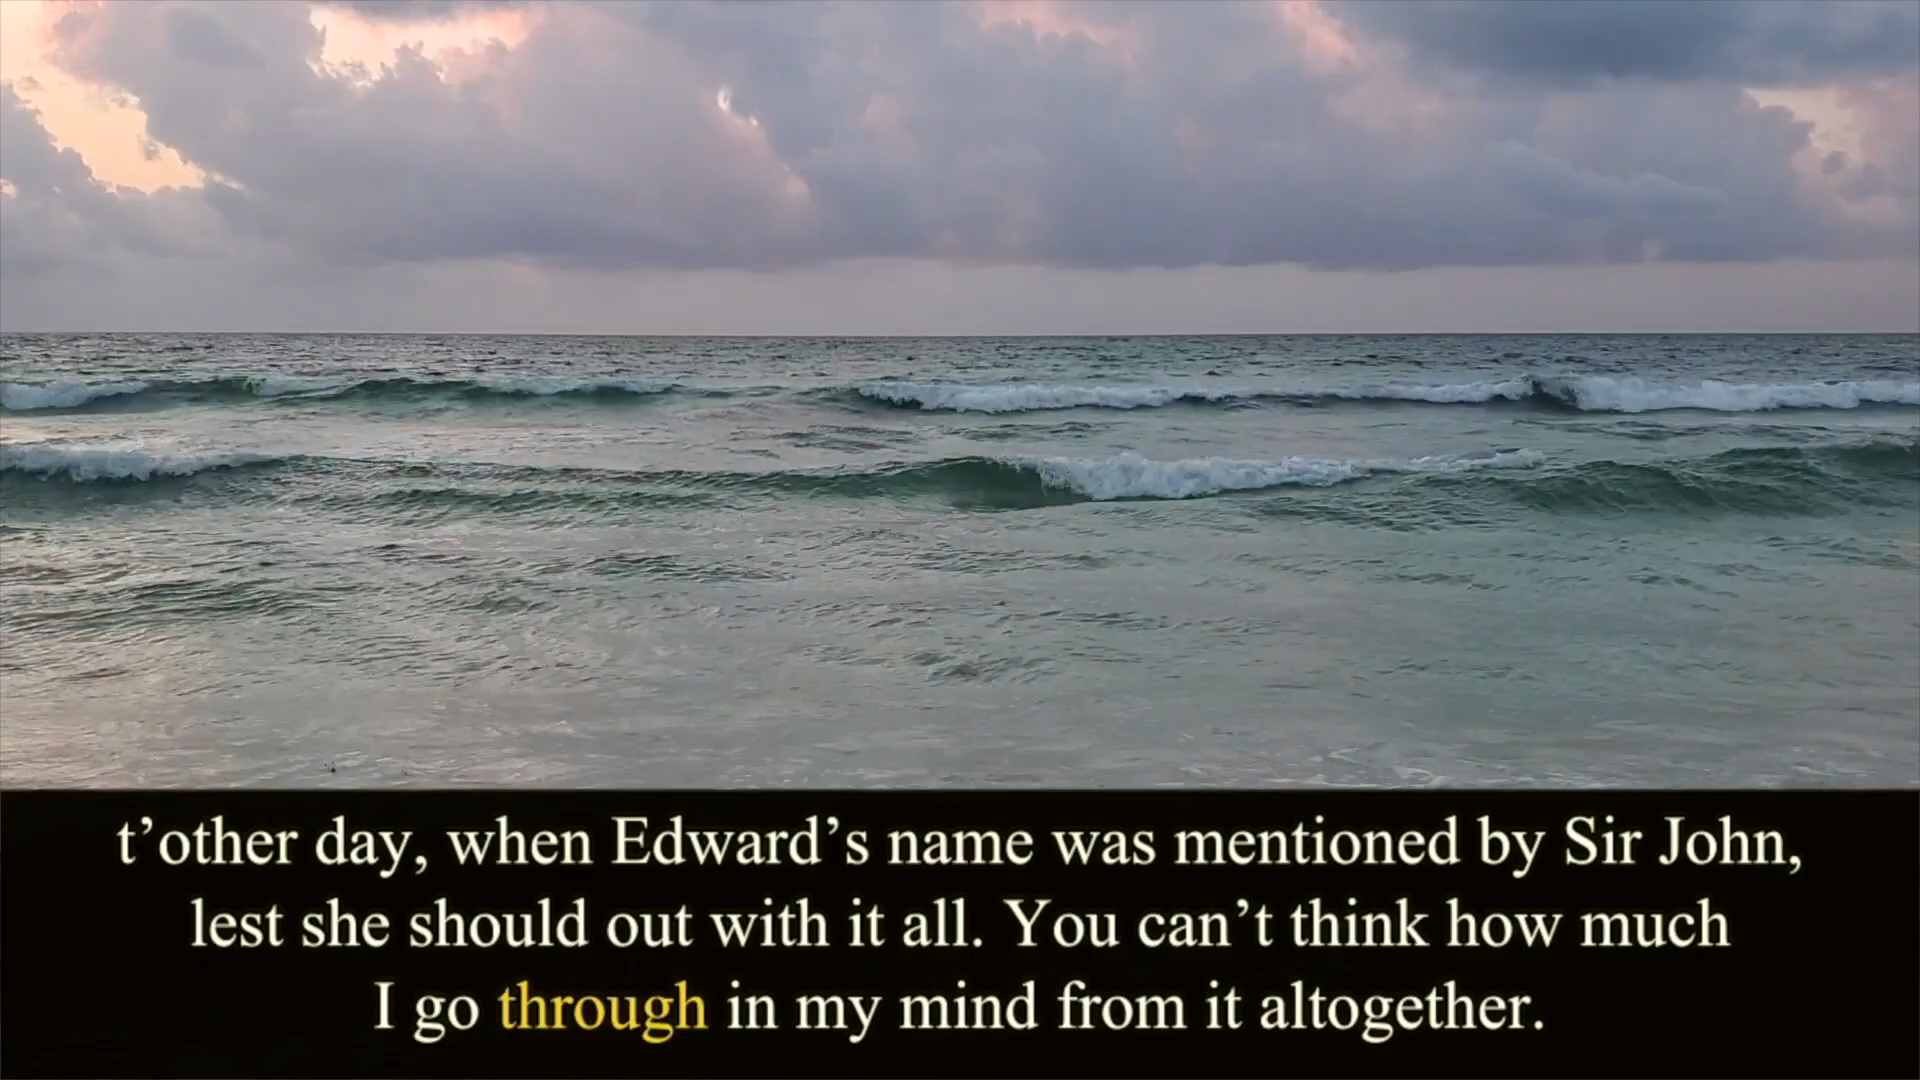 t’other day, when Edward’s name was mentioned by Sir John,
lest she should out with it all. You can’t think how much
I go through in my mind from it altogether.